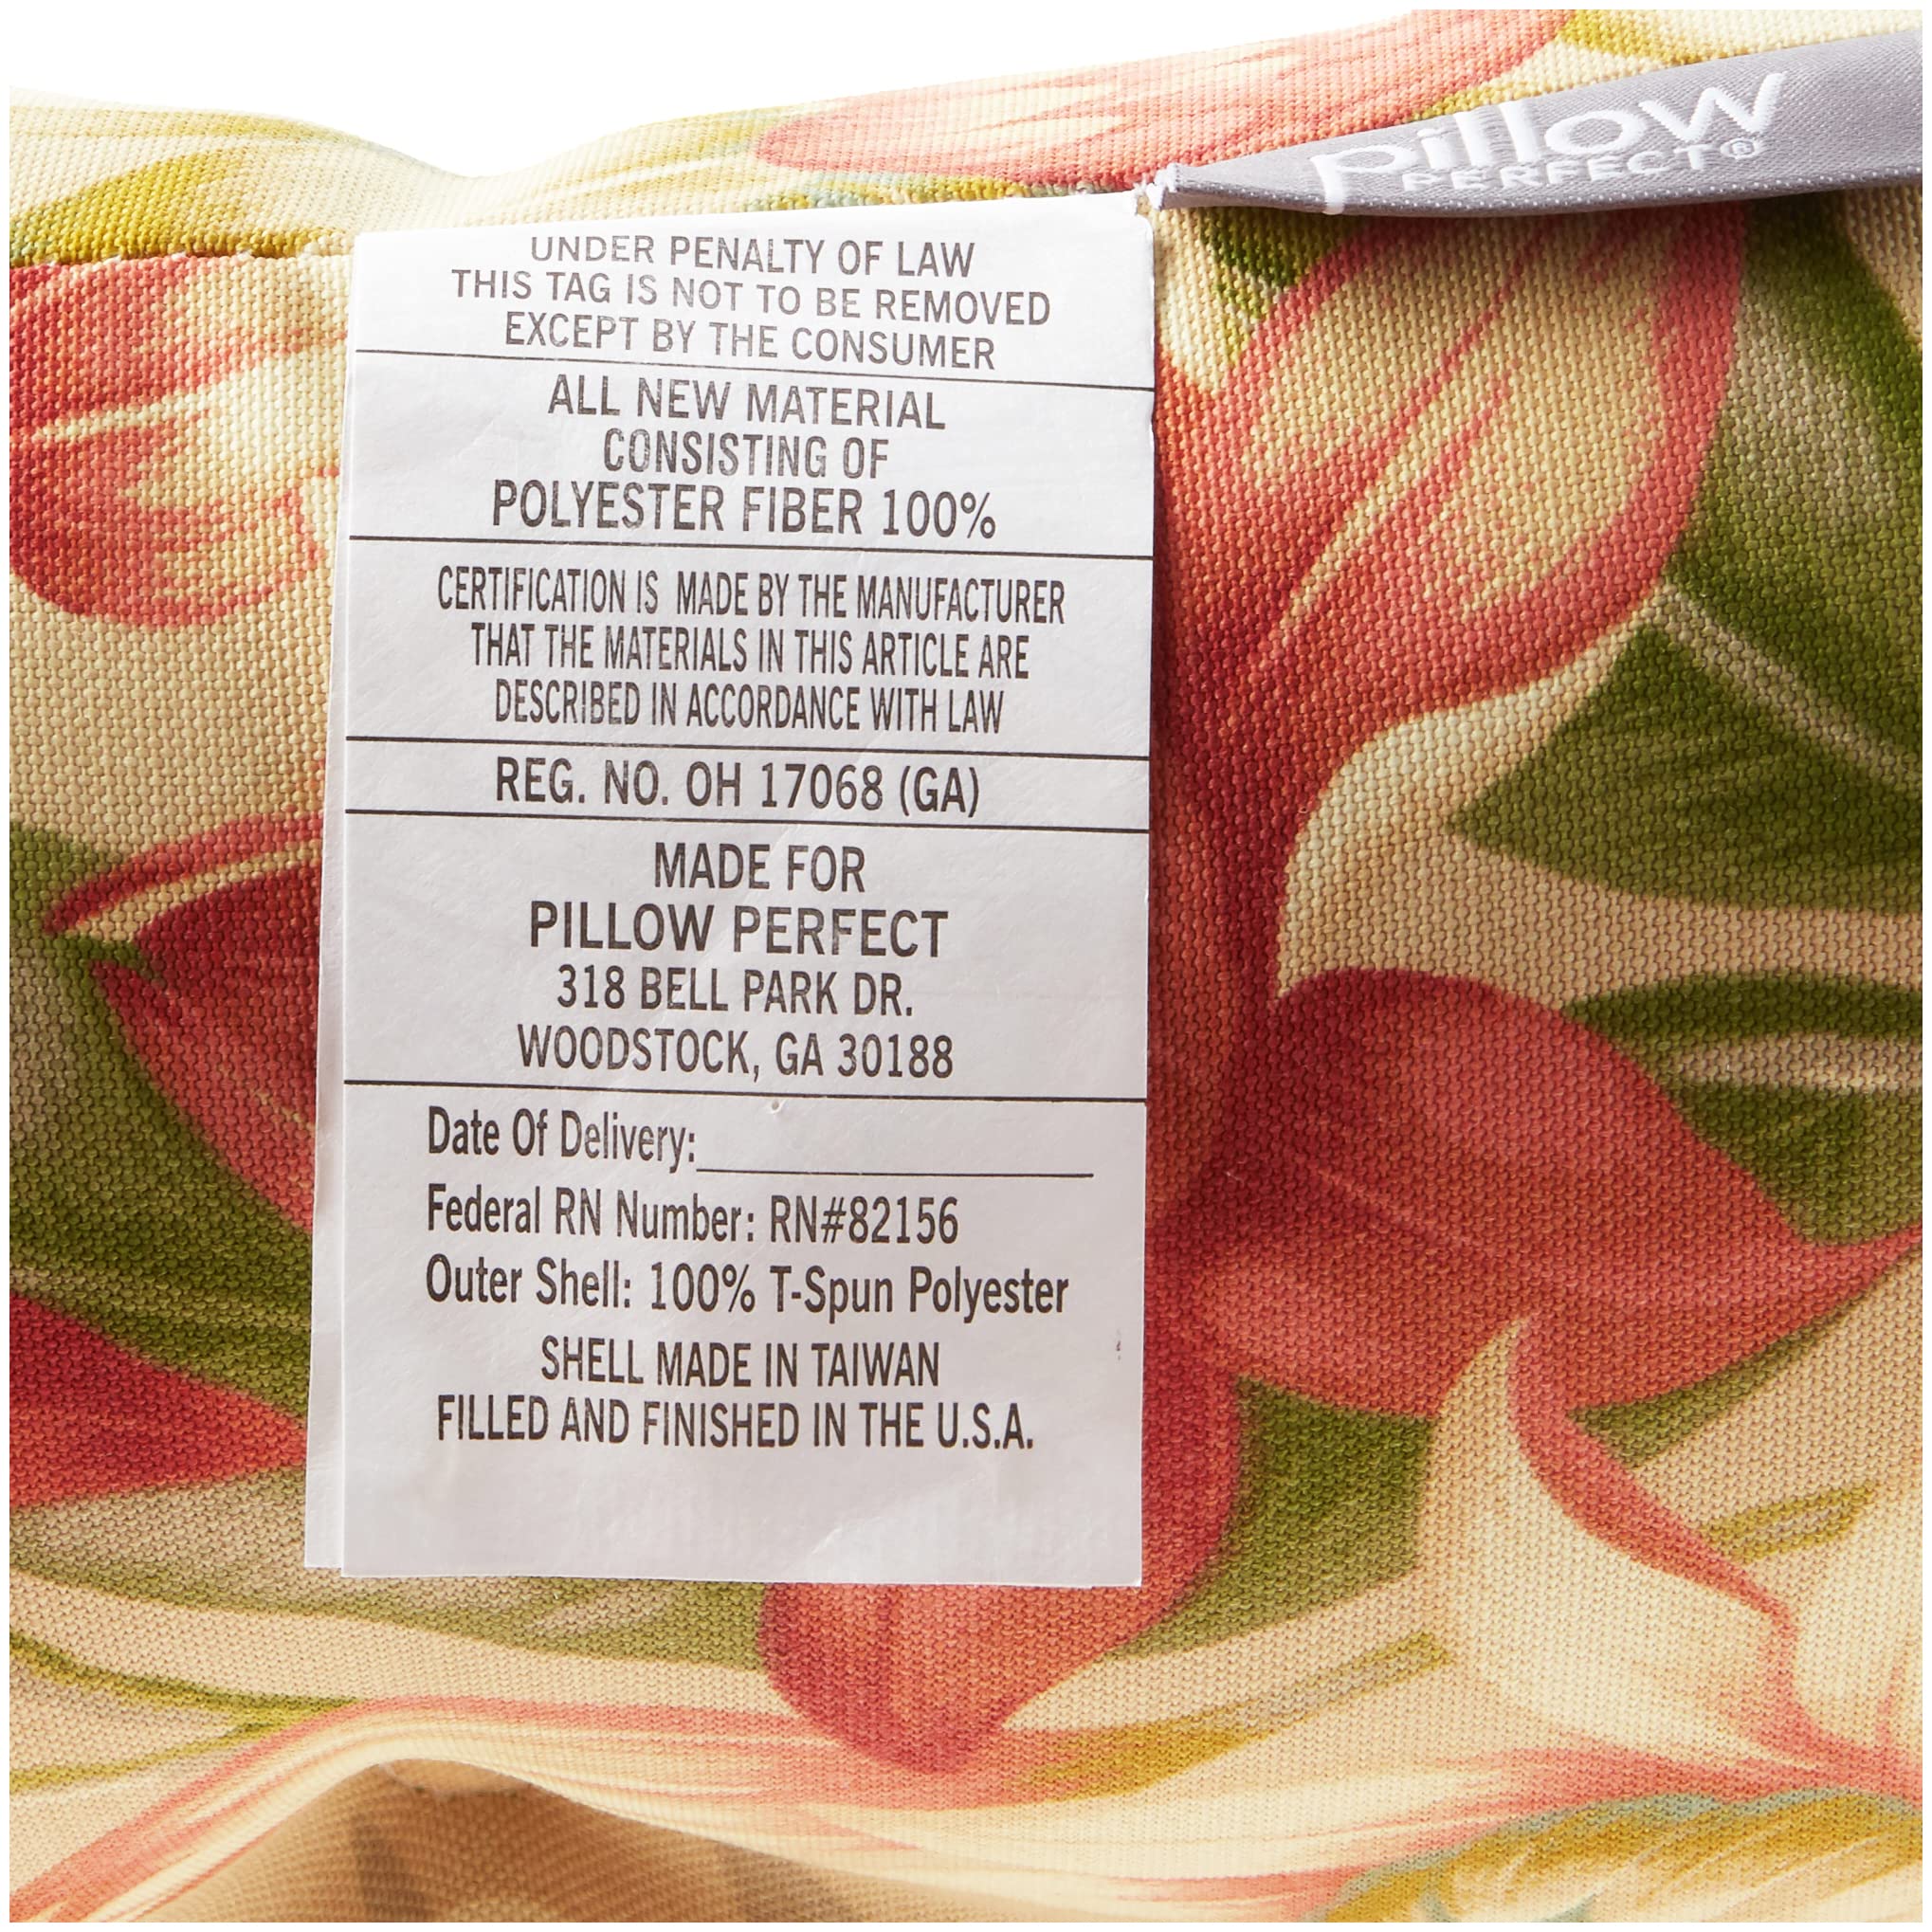 pillow
PERFECT®
UNDER PENALTY OF LAW
THIS TAG IS NOT TO BE REMOVED
EXCEPT BY THE CONSUMER
ALL NEW MATERIAL
CONSISTING OF
POLYESTER FIBER 100%
CERTIFICATION IS MADE BY THE MANUFACTURER
THAT THE MATERIALS IN THIS ARTICLE ARE
DESCRIBED IN ACCORDANCE WITH LAW
REG. NO. OH 17068 (GA)
MADE FOR
PILLOW PERFECT
318 BELL PARK DR.
WOODSTOCK, GA 30188
Date Of Delivery:
Federal RN Number: RN#82156
Outer Shell: 100% T-Spun Polyester
SHELL MADE IN TAIWAN
FILLED AND FINISHED IN THE U.S.A.